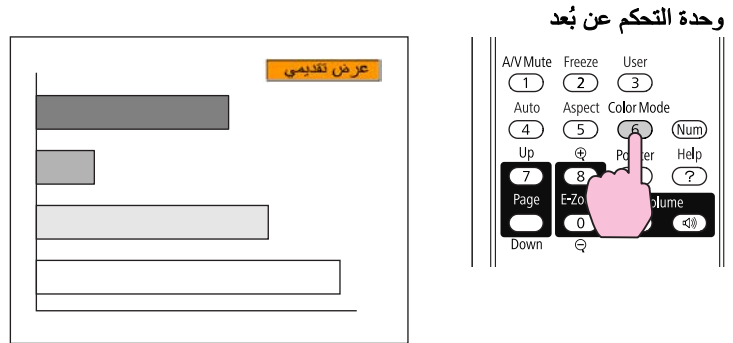 وحدة التحكم عن بُعد
عرض تقديمي
A/V Mute Freeze User
1 2 3
Auto Aspect Color Mode
4 5 6 Num
Up Help
7 8 ?
Page
0
Down